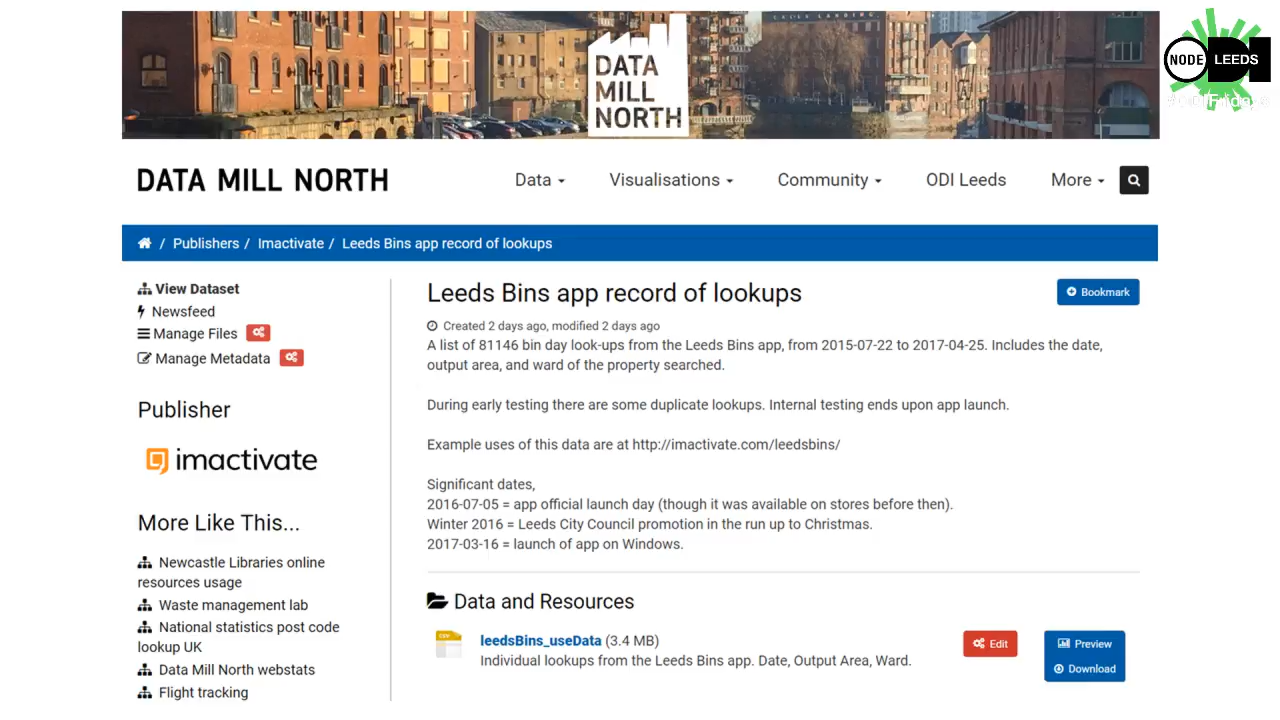 DATA
MILL
NORTH
NODE LEEDS
DATA MILL NORTH
Data Visualisations Community ODI Leeds More
/ Publishers / Imactivate / Leeds Bins app record of lookups
View Dataset
Newsfeed
Manage Files
Manage Metadata
Publisher
imactivate
More Like This...
Newcastle Libraries online
resources usage
Waste management lab
National statistics post code
lookup UK
Data Mill North webstats
Flight tracking
Leeds Bins app record of lookups
Bookmark
Created 2 days ago, modified 2 days ago
A list of 81146 bin day look-ups from the Leeds Bins app, from 2015-07-22 to 2017-04-25. Includes the date,
output area, and ward of the property searched.
During early testing there are some duplicate lookups. Internal testing ends upon app launch.
Example uses of this data are at http://imactivate.com/leedsbins/
Significant dates,
2016-07-05 = app official launch day (though it was available on stores before then).
Winter 2016 = Leeds City Council promotion in the run up to Christmas.
2017-03-16 = launch of app on Windows.
Data and Resources
CSV
leedsBins_useData (3.4 MB)
Individual lookups from the Leeds Bins app. Date, Output Area, Ward.
Edit
Preview
Download